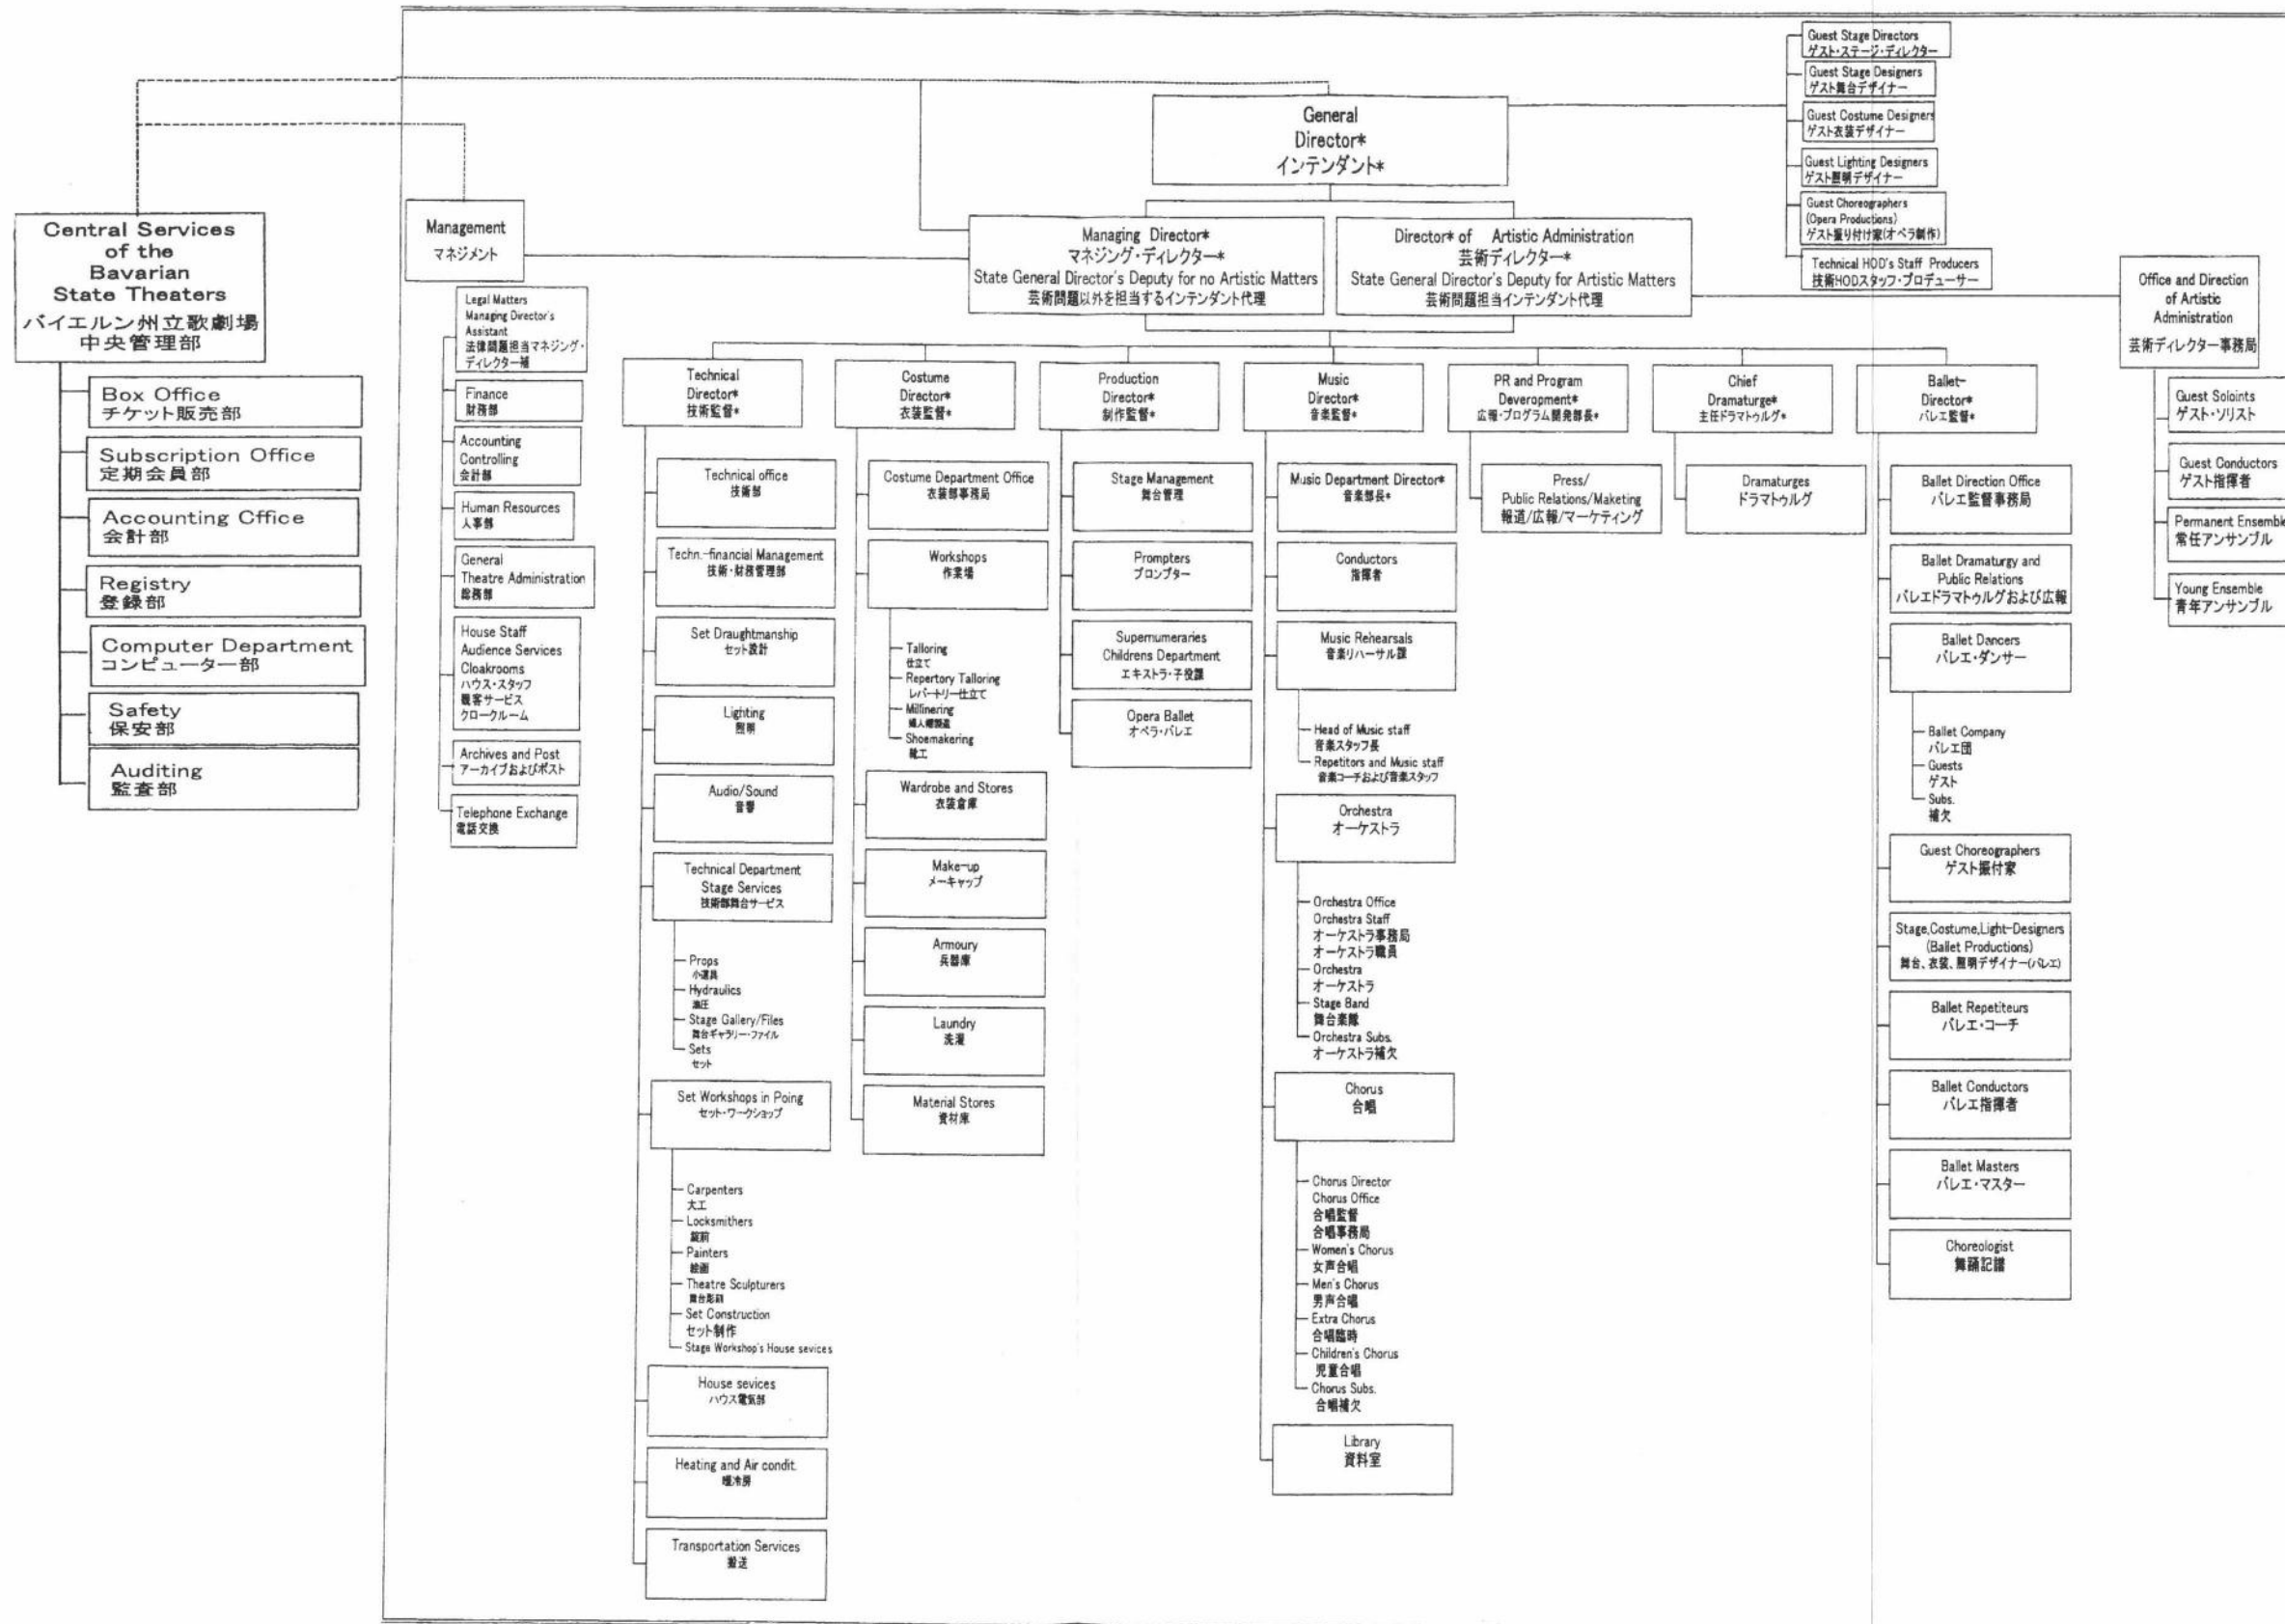 General
Director*
インテンダント*
Guest Stage Directors
ゲスト・ステージ・ディレクター
Guest Stage Designers
ゲスト舞台デザイナー
Guest Costume Designers
ゲスト衣装デザイナー
Guest Lighting Designers
ゲスト照明デザイナー
Guest Choreographers
(Opera Productions)
ゲスト振り付け家(オペラ制作)
Technical HOD's Staff Producers
技術HODスタッフ・プロデューサー
Central Services
of the
Bavarian
State Theaters
バイエルン州立歌劇場
中央管理部
Box Office
チケット販売部
Subscription Office
定期会員部
Accounting Office
会計部
Registry
登録部
Computer Department
コンピューター部
Safety
保安部
Auditing
監査部
Management
マネジメント
Legal Matters
Managing Director's
Assistant
法律問題担当マネジング・
ディレクター補
Finance
財務部
Accounting
Controlling
会計部
Human Resources
人事部
General
Theatre Administration
総務部
House Staff
Audience Services
Cloakrooms
ハウス・スタッフ
観客サービス
クロークルーム
Archives and Post
アーカイブおよびポスト
Telephone Exchange
電話交換
Managing Director*
マネジング・ディレクター*
State General Director's Deputy for no Artistic Matters
芸術問題以外を担当するインテンダント代理
Director* of Artistic Administration
芸術ディレクター*
State General Director's Deputy for Artistic Matters
芸術問題担当インテンダント代理
Office and Direction
of Artistic
Administration
芸術ディレクター事務局
Guest Soloints
ゲスト・ソリスト
Guest Conductors
ゲスト指揮者
Permanent Ensemble
常任アンサンブル
Young Ensemble
青年アンサンブル
Technical
Director*
技術監督*
Technical office
技術部
Techn.-financial Management
技術・財務管理部
Set Draughtmanship
セット設計
Lighting
照明
Audio/Sound
音響
Technical Department
Stage Services
技術部舞台サービス
Props
小道具
Hydraulics
油圧
Stage Gallery/Files
舞台ギャラリー・ファイル
Sets
セット
Set Workshops in Poing
セット・ワークショップ
Carpenters
大工
Locksmithers
錠前
Painters
絵画
Theatre Sculpturers
舞台彫刻
Set Construction
セット制作
Stage Workshop's House sevices
House sevices
ハウス電気部
Heating and Air condit.
暖冷房
Transportation Services
搬送
Costume
Director*
衣装監督*
Costume Department Office
衣装部事務局
Workshops
作業場
Talloring
仕立て
Repertory Talloring
レパートリー仕立て
Millinering
婦人帽製造
Shoemakering
靴工
Wardrobe and Stores
衣装倉庫
Make-up
メーキャップ
Armoury
兵器庫
Laundry
洗濯
Material Stores
資材庫
Production
Director*
制作監督*
Stage Management
舞台管理
Prompters
プロンプター
Supernumeraries
Childrens Department
エキストラ・子役課
Opera Ballet
オペラ・バレエ
Music
Director*
音楽監督*
Music Department Director*
音楽部長*
Conductors
指揮者
Music Rehearsals
音楽リハーサル課
Head of Music staff
音楽スタッフ長
Repetitors and Music staff
音楽コーチおよび音楽スタッフ
Orchestra
オーケストラ
Orchestra Office
Orchestra Staff
オーケストラ事務局
オーケストラ職員
Orchestra
オーケストラ
Stage Band
舞台楽隊
Orchestra Subs.
オーケストラ補欠
Chorus
合唱
Chorus Director
Chorus Office
合唱監督
合唱事務局
Women's Chorus
女声合唱
Men's Chorus
男声合唱
Extra Chorus
合唱臨時
Children's Chorus
児童合唱
Chorus Subs.
合唱補欠
Library
資料室
PR and Program
Deveropment*
広報・プログラム開発部長*
Press/
Public Relations/Maketing
報道/広報/マーケティング
Chief
Dramaturge*
主任ドラマトゥルグ*
Dramaturges
ドラマトゥルグ
Ballet-
Director*
バレエ監督*
Ballet Direction Office
バレエ監督事務局
Ballet Dramaturgy and
Public Relations
バレエドラマトゥルグおよび広報
Ballet Dancers
バレエ・ダンサー
Ballet Company
バレエ団
Guests
ゲスト
Subs.
補欠
Guest Choreographers
ゲスト振付家
Stage,Costume,Light-Designers
(Ballet Productions)
舞台、衣装、照明デザイナー(バレエ)
Ballet Repetiteurs
バレエ・コーチ
Ballet Conductors
バレエ指揮者
Ballet Masters
バレエ・マスター
Choreologist
舞踊記譜